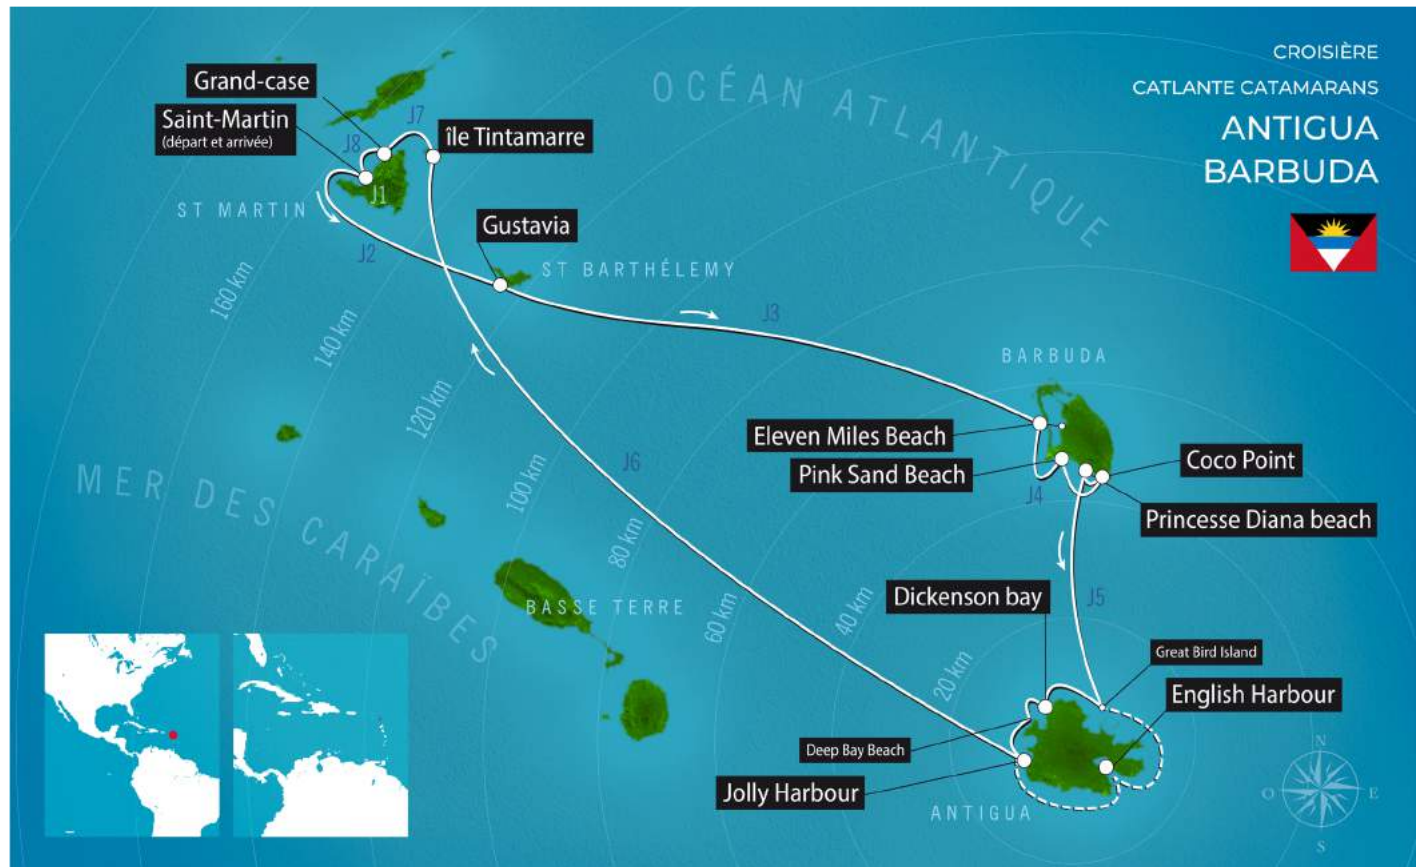 CROISIÈRE
CATLANTE CATAMARANS
ANTIGUA
BARBUDA
OCÉAN ATLANTIQUE
Grand-case
Saint-Martin
(départ et arrivée)
J8
J7
île Tintamarre
J1
ST MARTIN
J2
Gustavia
ST BARTHÉLEMY
J3
160 km
140 km
120 km
100 km
80 km
60 km
40 km
20 km
BARBUDA
Eleven Miles Beach
Pink Sand Beach
Coco Point
J4
Princesse Diana beach
J6
MER DES CARAÏBES
BASSE TERRE
J5
Dickenson bay
Great Bird Island
English Harbour
Deep Bay Beach
Jolly Harbour
ANTIGUA
N
O
E
S